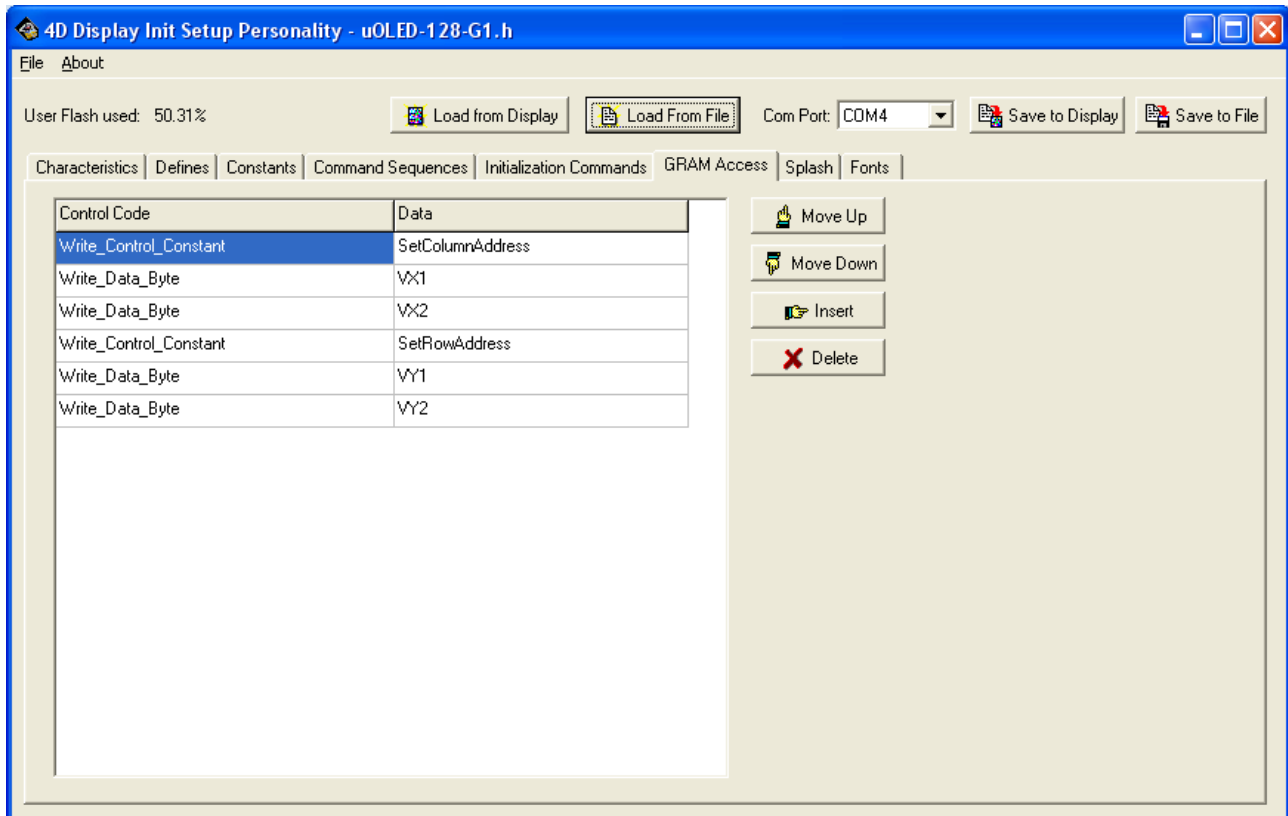 4D Display Init Setup Personality - uOLED-128-G1.h
File About
User Flash used: 50.31% Load from Display Load From File Com Port: COM4 Save to Display Save to File
Characteristics Defines Constants Command Sequences Initialization Commands GRAM Access Splash Fonts
Control Code Data
Write_Control_Constant SetColumnAddress
Write_Data_Byte VX1
Write_Data_Byte VX2
Write_Control_Constant SetRowAddress
Write_Data_Byte VY1
Write_Data_Byte VY2
Move Up
Move Down
Insert
Delete